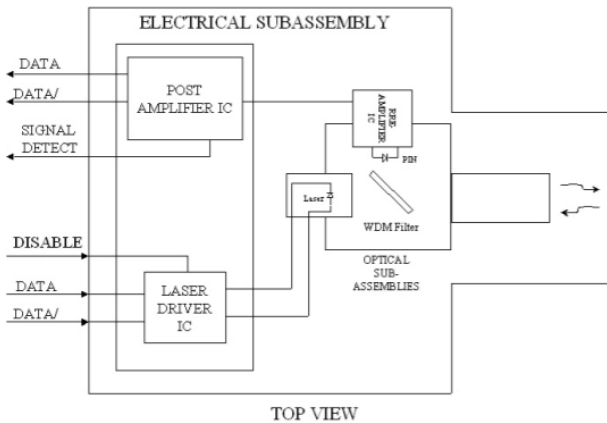 ELECTRICAL SUBASSEMBLY
DATA
DATA/
SIGNAL
DETECT
POST
AMPLIFIER IC
PRE-
AMPLIFIER
IC
PIN
Laser
WDM Filter
OPTICAL
SUB-
ASSEMBLIES
DISABLE
DATA
DATA/
LASER
DRIVER
IC
TOP VIEW